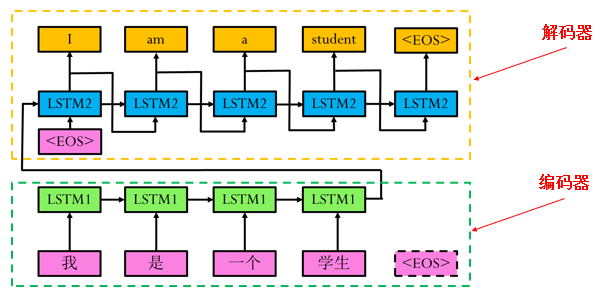 I am a student <EOS>
解码器
LSTM2 LSTM2 LSTM2 LSTM2 LSTM2
<EOS>
编码器
LSTM1 LSTM1 LSTM1 LSTM1
我 是 一个 学生 <EOS>